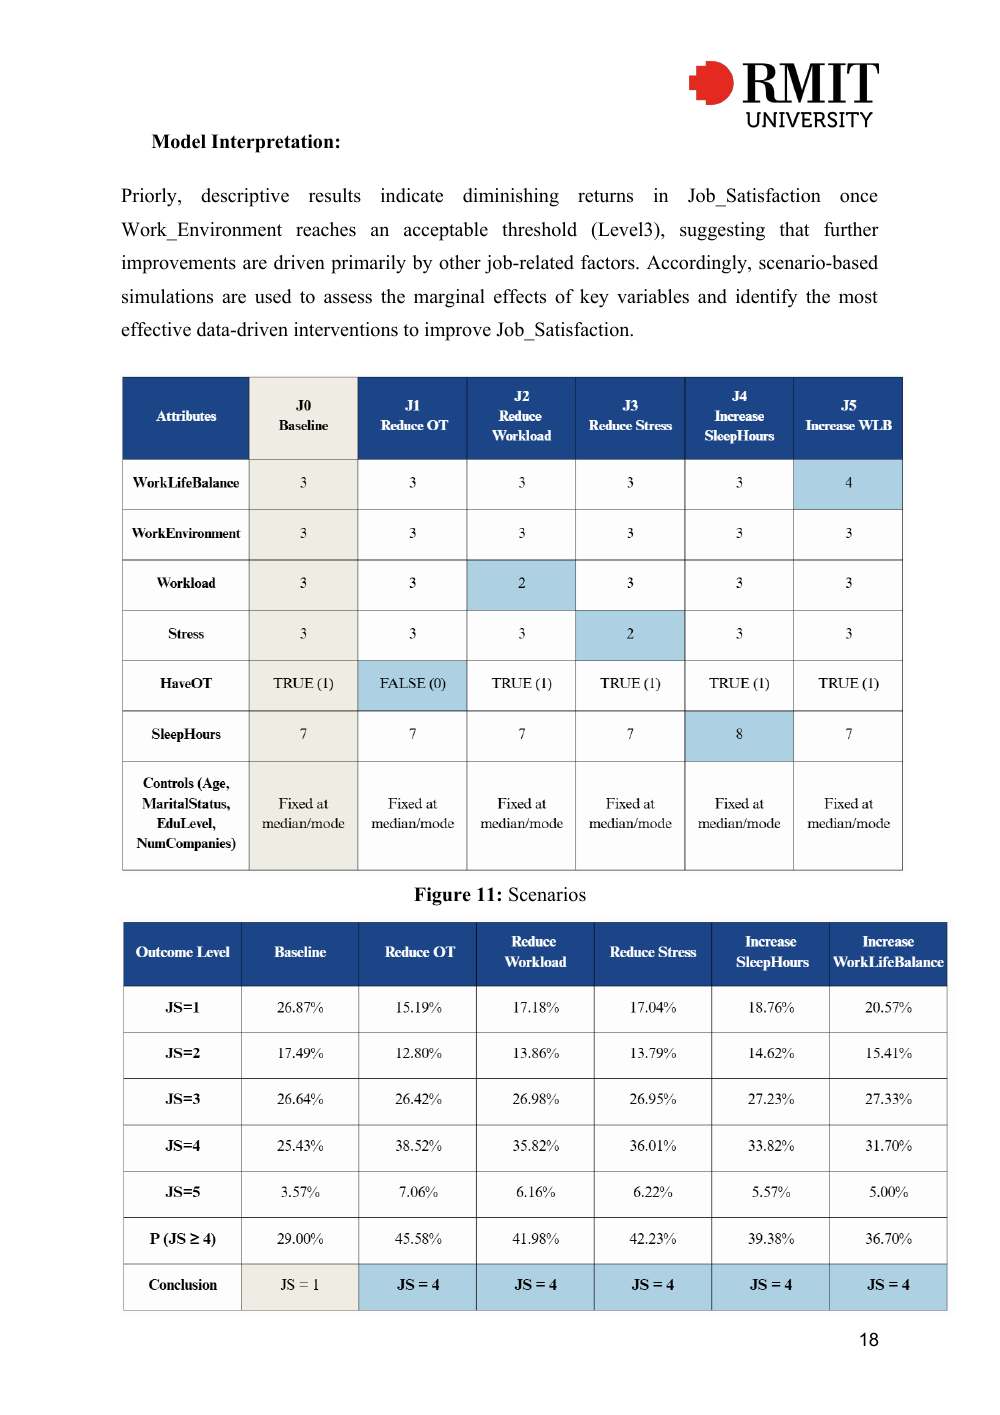 RMIT
UNIVERSITY
Model Interpretation:
Priorly, descriptive results indicate diminishing returns in Job_Satisfaction once
Work_Environment reaches an acceptable threshold (Level3), suggesting that further
improvements are driven primarily by other job-related factors. Accordingly, scenario-based
simulations are used to assess the marginal effects of key variables and identify the most
effective data-driven interventions to improve Job_Satisfaction.
Attributes J0 Baseline J1 Reduce OT J2 Reduce Workload J3 Reduce Stress J4 Increase SleepHours J5 Increase WLB
WorkLifeBalance 3 3 3 3 3 4
WorkEnvironment 3 3 3 3 3 3
Workload 3 3 2 3 3 3
Stress 3 3 3 2 3 3
HaveOT TRUE (1) FALSE (0) TRUE (1) TRUE (1) TRUE (1) TRUE (1)
SleepHours 7 7 7 7 8 7
Controls (Age, MaritalStatus, EduLevel, NumCompanies) Fixed at median/mode Fixed at median/mode Fixed at median/mode Fixed at median/mode Fixed at median/mode Fixed at median/mode
Figure 11: Scenarios
Outcome Level Baseline Reduce OT Reduce Workload Reduce Stress Increase SleepHours Increase WorkLifeBalance
JS=1 26.87% 15.19% 17.18% 17.04% 18.76% 20.57%
JS=2 17.49% 12.80% 13.86% 13.79% 14.62% 15.41%
JS=3 26.64% 26.42% 26.98% 26.95% 27.23% 27.33%
JS=4 25.43% 38.52% 35.82% 36.01% 33.82% 31.70%
JS=5 3.57% 7.06% 6.16% 6.22% 5.57% 5.00%
P (JS ≥ 4) 29.00% 45.58% 41.98% 42.23% 39.38% 36.70%
Conclusion JS = 1 JS = 4 JS = 4 JS = 4 JS = 4 JS = 4
18